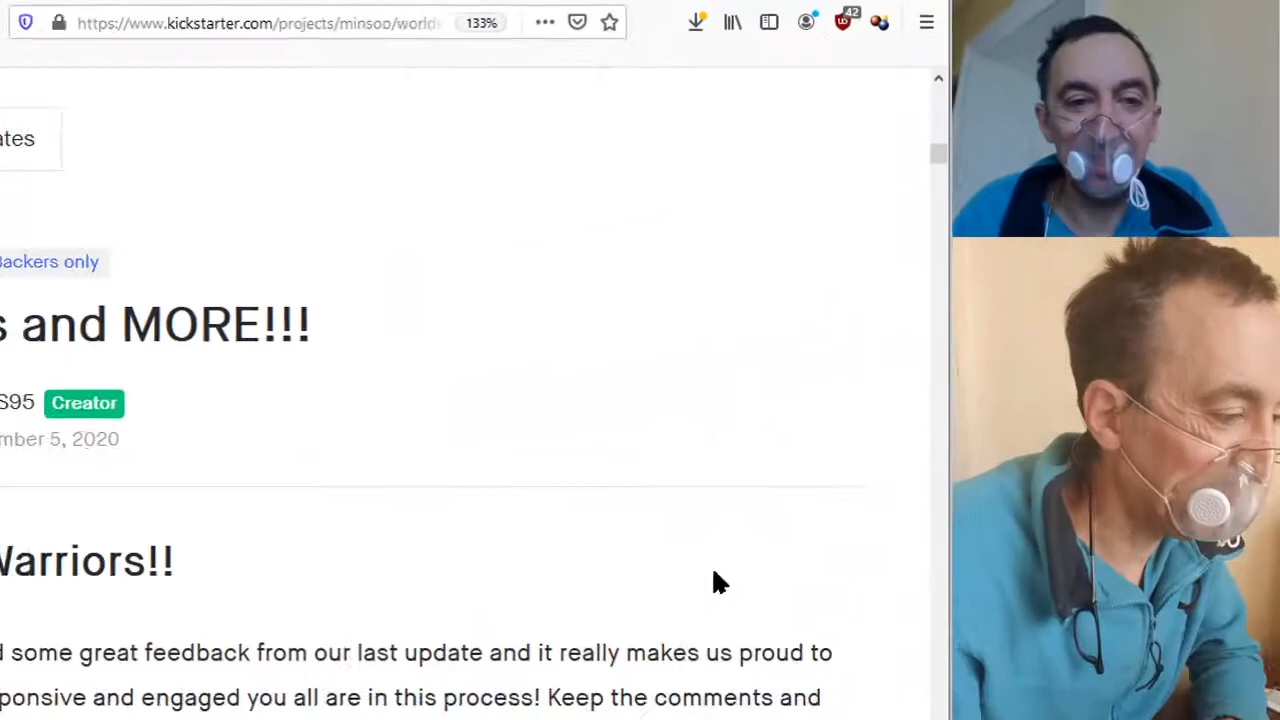 https://www.kickstarter.com/projects/minsoo/world
133%
42
ates
Backers only
s and MORE!!!
S95 Creator
mber 5, 2020
Warriors!!
d some great feedback from our last update and it really makes us proud to
ponsive and engaged you all are in this process! Keep the comments and